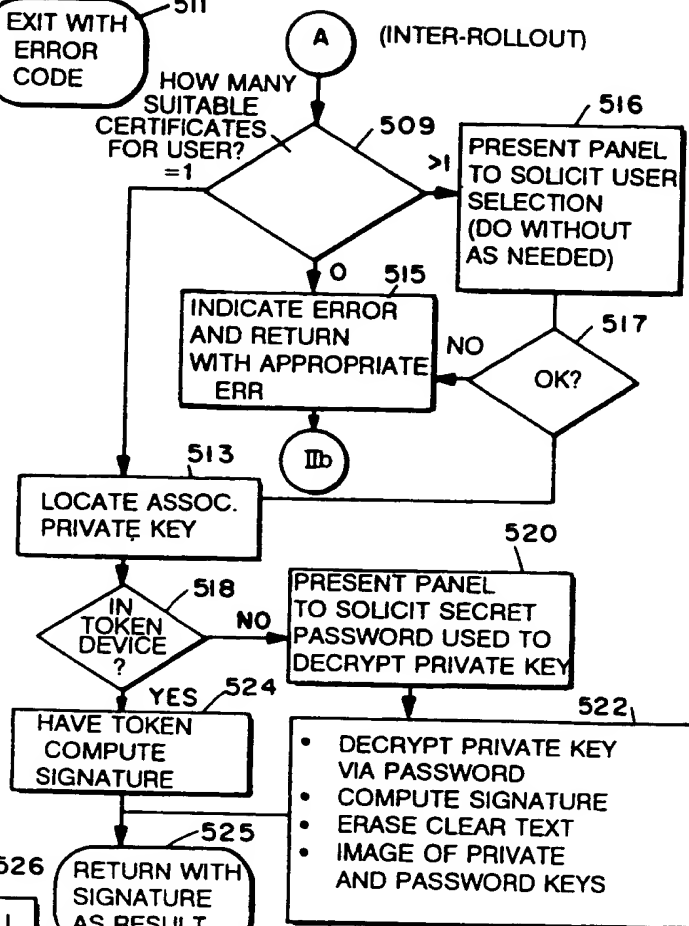 511
EXIT WITH
ERROR
CODE
A
(INTER-ROLLOUT)
HOW MANY
SUITABLE
CERTIFICATES
FOR USER?
=1
509
>1
516
PRESENT PANEL
TO SOLICIT USER
SELECTION
(DO WITHOUT
AS NEEDED)
0
515
INDICATE ERROR
AND RETURN
WITH APPROPRIATE
ERR
NO
517
OK?
IIb
513
LOCATE ASSOC.
PRIVATE KEY
518
IN
TOKEN
DEVICE
?
NO
520
PRESENT PANEL
TO SOLICIT SECRET
PASSWORD USED TO
DECRYPT PRIVATE KEY
YES
524
HAVE TOKEN
COMPUTE
SIGNATURE
522
• DECRYPT PRIVATE KEY
VIA PASSWORD
• COMPUTE SIGNATURE
• ERASE CLEAR TEXT
• IMAGE OF PRIVATE
AND PASSWORD KEYS
525
RETURN WITH
SIGNATURE
AS RESULT
526